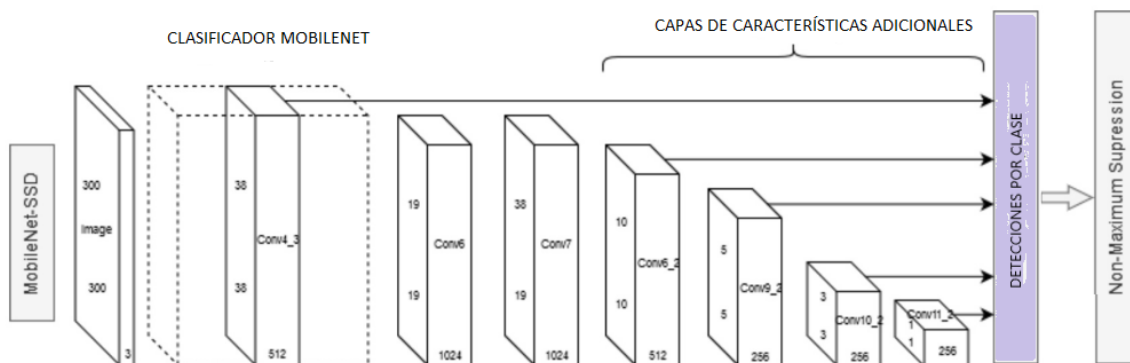 CLASIFICADOR MOBILENET
CAPAS DE CARACTERÍSTICAS ADICIONALES
MobileNet-SSD
300
Image
300
3
38
Conv4_3
38
512
19
Conv6
19
1024
38
Conv7
19
1024
10
Conv6_2
10
512
5
Conv9_2
5
256
3
Conv10_2
3
256
Conv11_2
1
1
256
DETECCIONES POR CLASE
Non-Maximum Supression